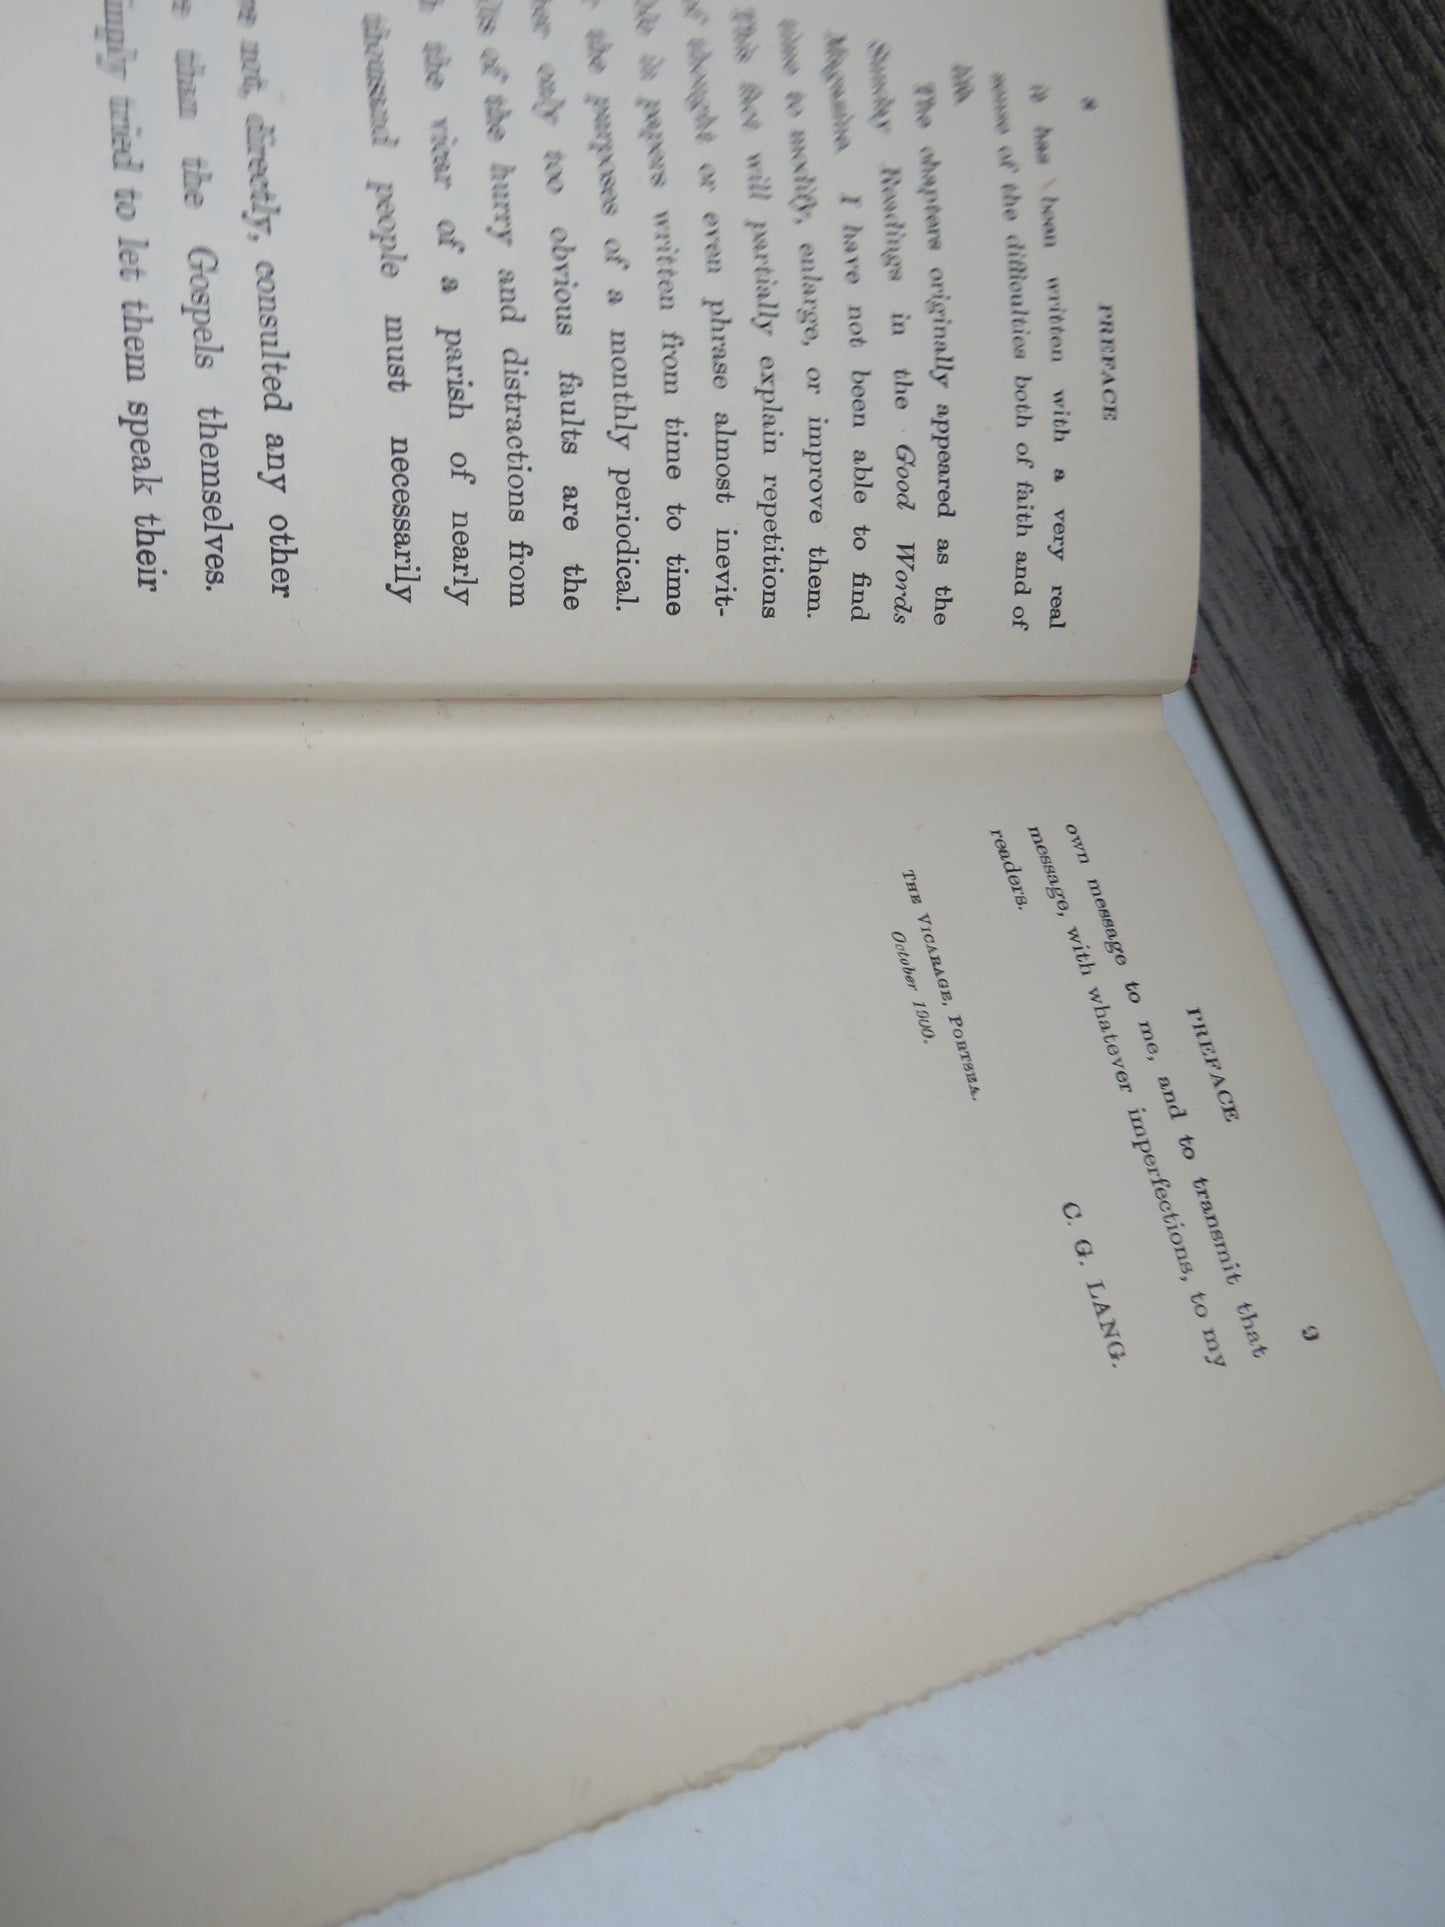 8
PREFACE
it has been written with a very real
sense of the difficulties both of faith and of
life.
The chapters originally appeared as the
Sunday Readings in the Good Words
Magazine. I have not been able to find
time to modify, enlarge, or improve them.
This fact will partially explain repetitions
of thought or even phrase almost inevit-
in papers written from time to time
the purposes of a monthly periodical.
only too obvious faults are the
of the hurry and distractions from
the vicar of a parish of nearly
thousand people must necessarily
not, directly, consulted any other
than the Gospels themselves.
tried to let them speak their
PREFACE
9
own message to me, and to transmit that
message, with whatever imperfections, to my
readers.
C. G. LANG.
THE VICARAGE, PORTSEA,
October 1900.